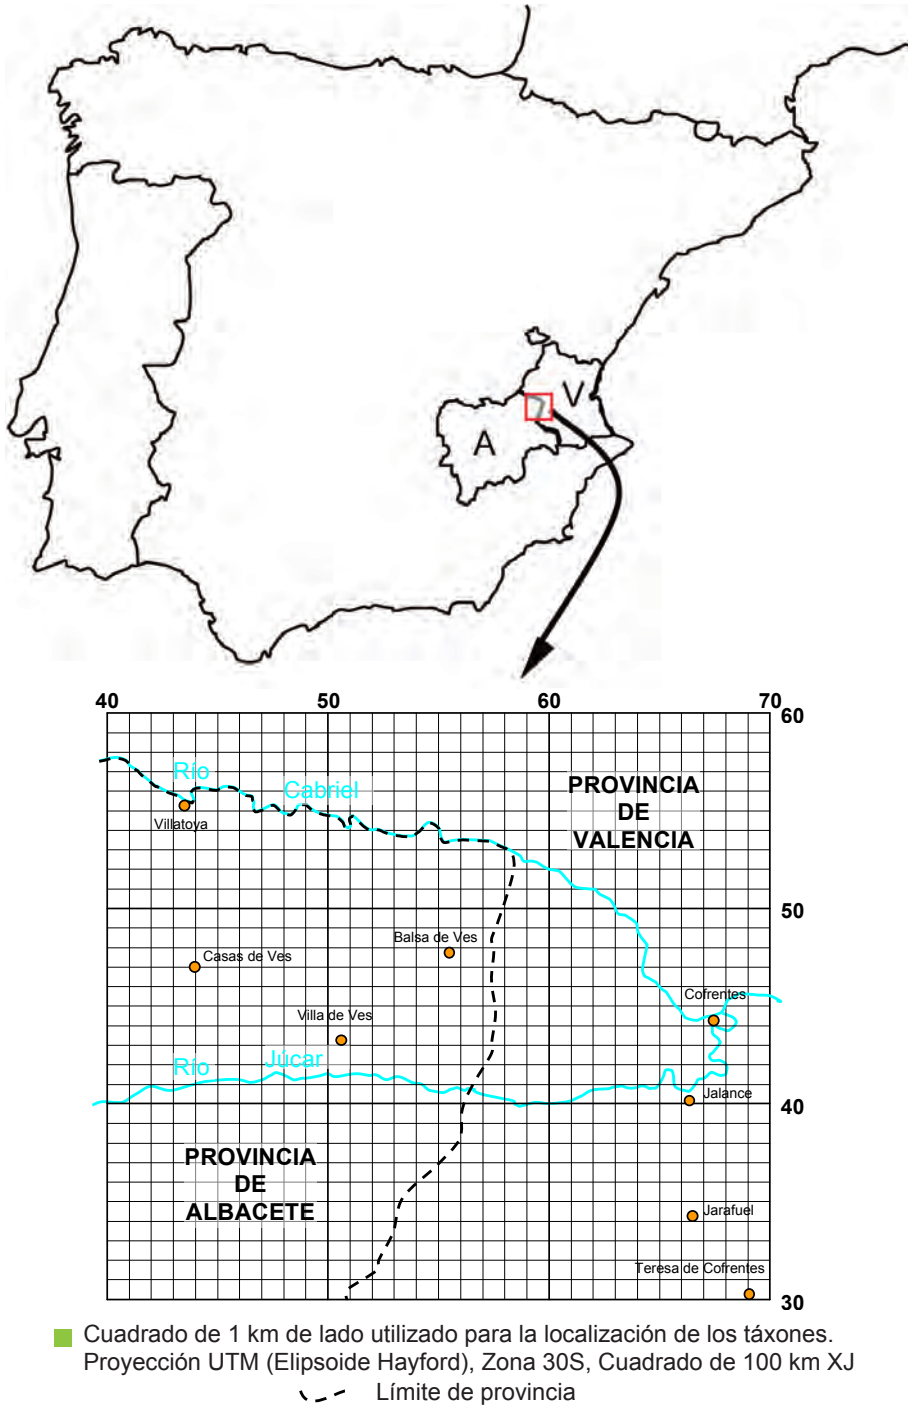 V
A
40 50 60 70
60
Río
Cabriel
PROVINCIA
DE
VALENCIA
Villatoya
50
Balsa de Ves
Casas de Ves
Cofrentes
Villa de Ves
Río
Júcar
Jalance
40
PROVINCIA
DE
ALBACETE
Jarafuel
Teresa de Cofrentes
30
Cuadrado de 1 km de lado utilizado para la localización de los táxones.
Proyección UTM (Elipsoide Hayford), Zona 30S, Cuadrado de 100 km XJ
Límite de provincia